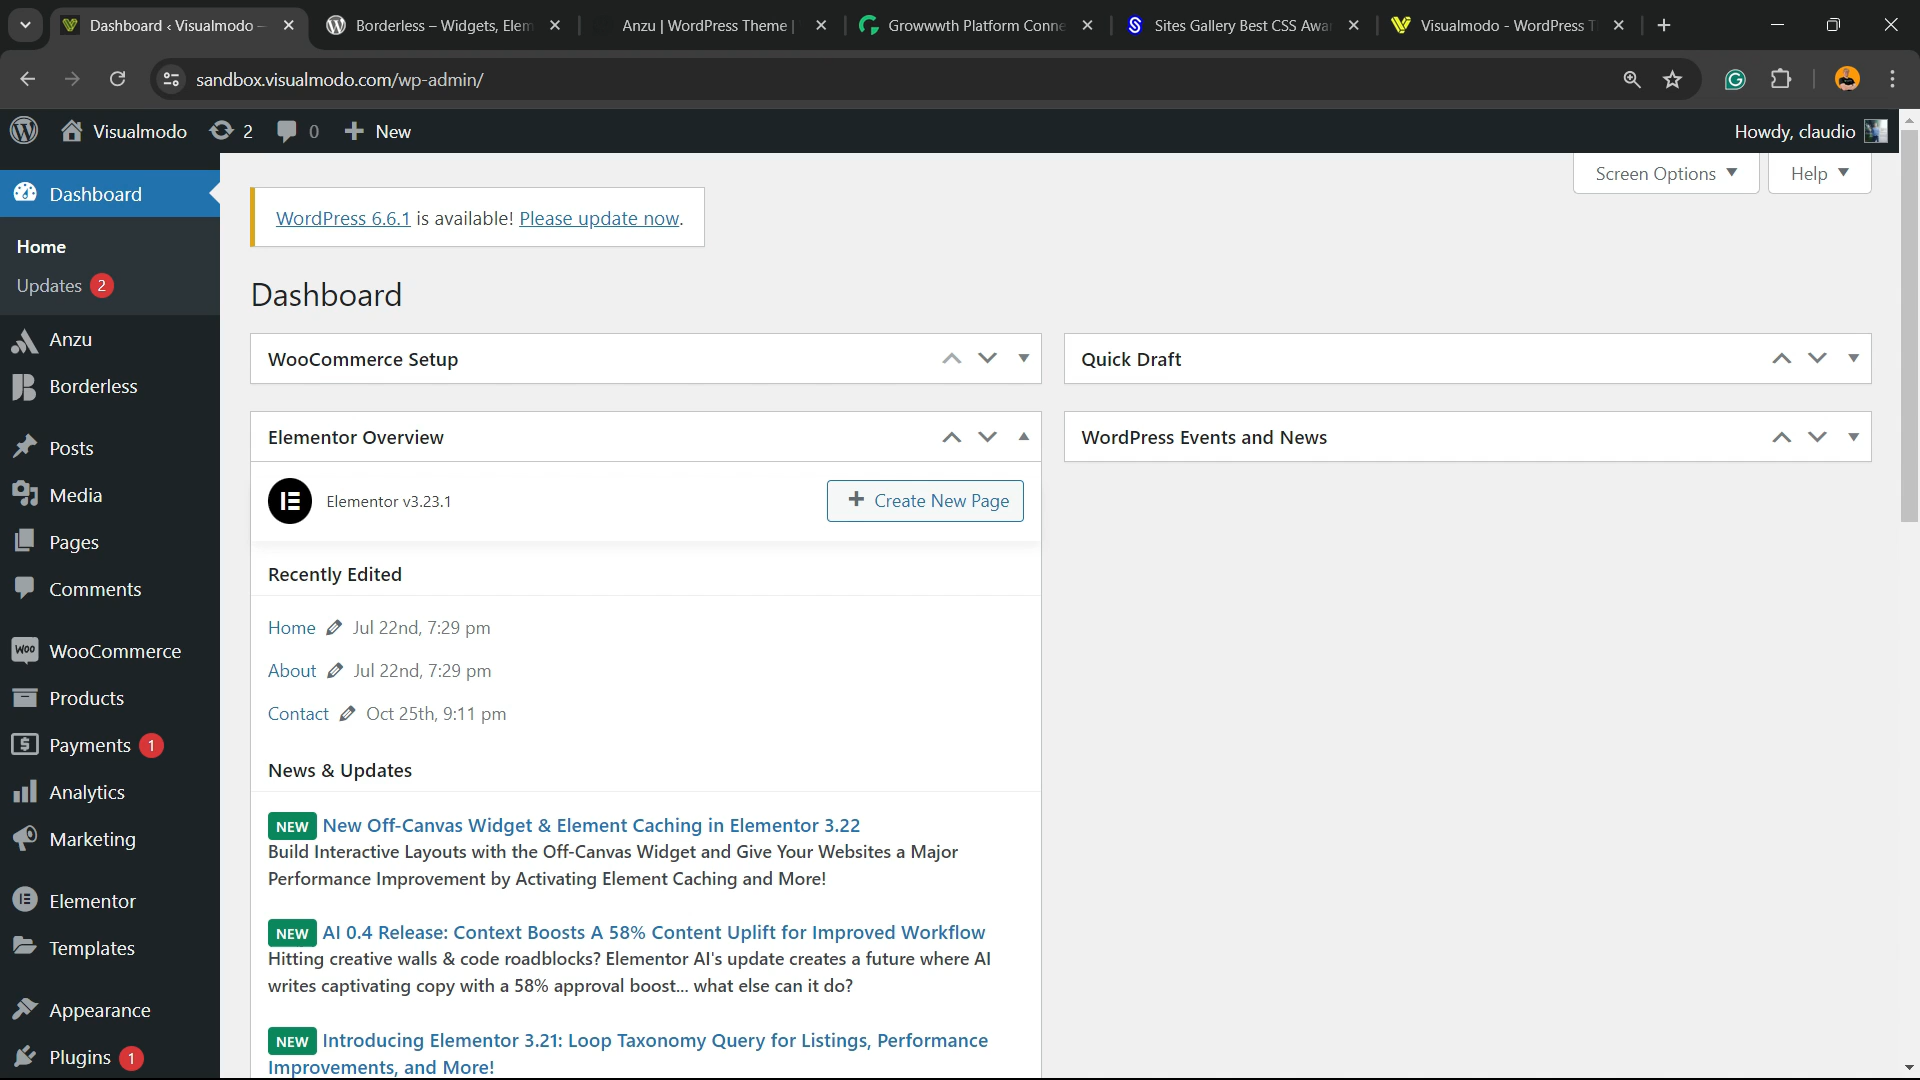 Dashboard ‹ Visualmodo –
Borderless – Widgets, Elem
Anzu | WordPress Theme |
Growwwth Platform Conne
Sites Gallery Best CSS Awa
Visualmodo - WordPress T
sandbox.visualmodo.com/wp-admin/
Visualmodo
2
0
New
Howdy, claudio
Screen Options
Help
Dashboard
Home
Updates 2
Anzu
Borderless
Posts
Media
Pages
Comments
WooCommerce
Products
Payments 1
Analytics
Marketing
Elementor
Templates
Appearance
Plugins 1
WordPress 6.6.1 is available! Please update now.
Dashboard
WooCommerce Setup
Elementor Overview
Elementor v3.23.1
Create New Page
Recently Edited
Home Jul 22nd, 7:29 pm
About Jul 22nd, 7:29 pm
Contact Oct 25th, 9:11 pm
News & Updates
NEW New Off-Canvas Widget & Element Caching in Elementor 3.22
Build Interactive Layouts with the Off-Canvas Widget and Give Your Websites a Major
Performance Improvement by Activating Element Caching and More!
NEW AI 0.4 Release: Context Boosts A 58% Content Uplift for Improved Workflow
Hitting creative walls & code roadblocks? Elementor AI's update creates a future where AI
writes captivating copy with a 58% approval boost... what else can it do?
NEW Introducing Elementor 3.21: Loop Taxonomy Query for Listings, Performance
Improvements, and More!
Quick Draft
WordPress Events and News